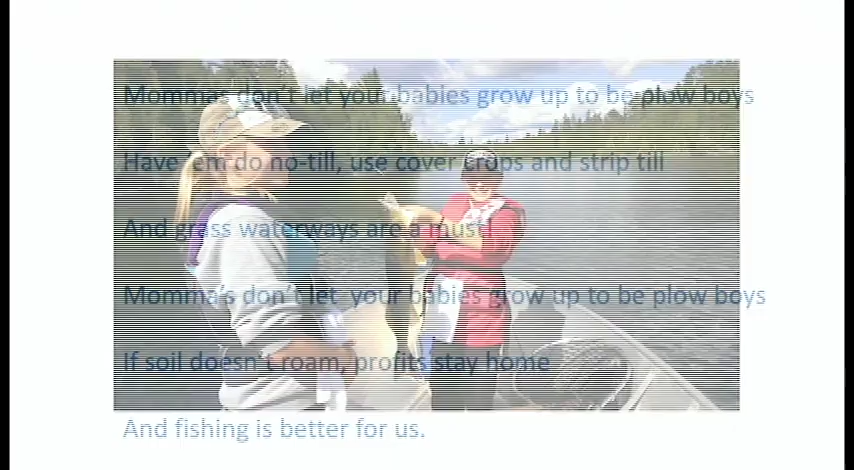 Mommas don't let your babies grow up to be plow boys
Have 'em do no-till, use cover crops and strip till
And grass waterways are a must!
Momma's don't let your babies grow up to be plow boys
If soil doesn't roam, profits stay home
And fishing is better for us.